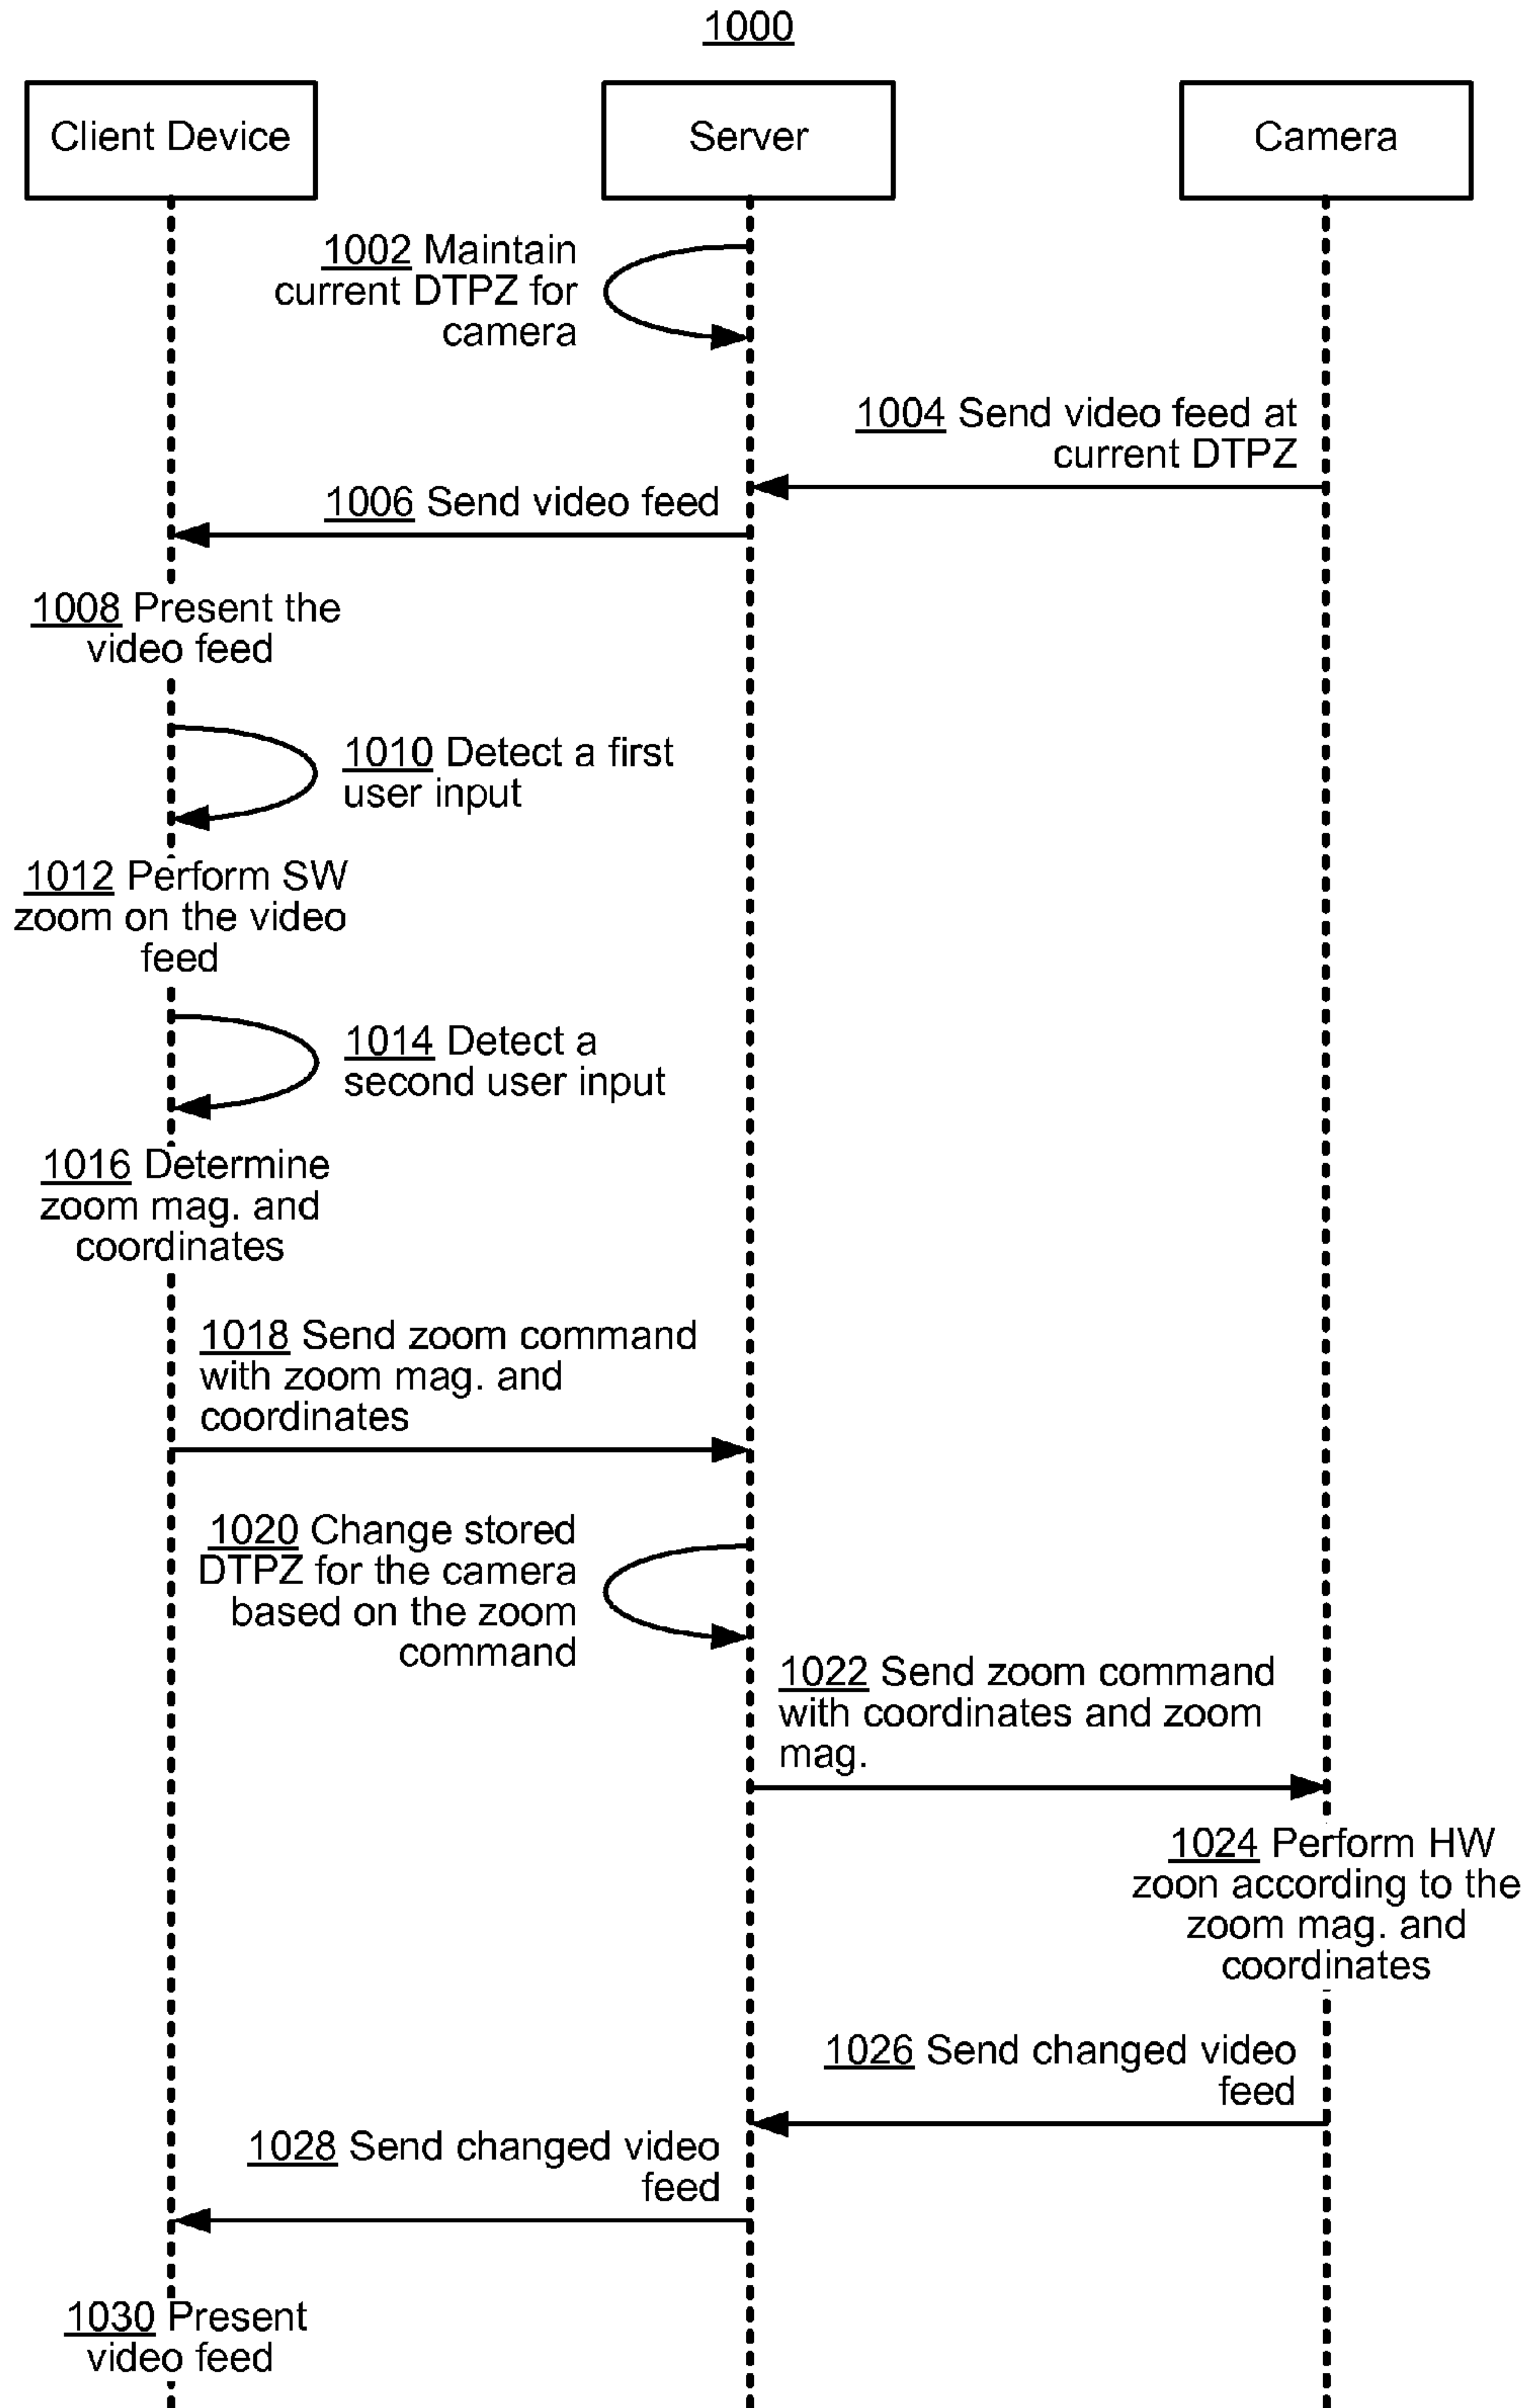 1000
Client Device
Server
Camera
1002 Maintain
current DTPZ for
camera
1004 Send video feed at
current DTPZ
1006 Send video feed
1008 Present the
video feed
1010 Detect a first
user input
1012 Perform SW
zoom on the video
feed
1014 Detect a
second user input
1016 Determine
zoom mag. and
coordinates
1018 Send zoom command
with zoom mag. and
coordinates
1020 Change stored
DTPZ for the camera
based on the zoom
command
1022 Send zoom command
with coordinates and zoom
mag.
1024 Perform HW
zoon according to the
zoom mag. and
coordinates
1026 Send changed video
feed
1028 Send changed video
feed
1030 Present
video feed